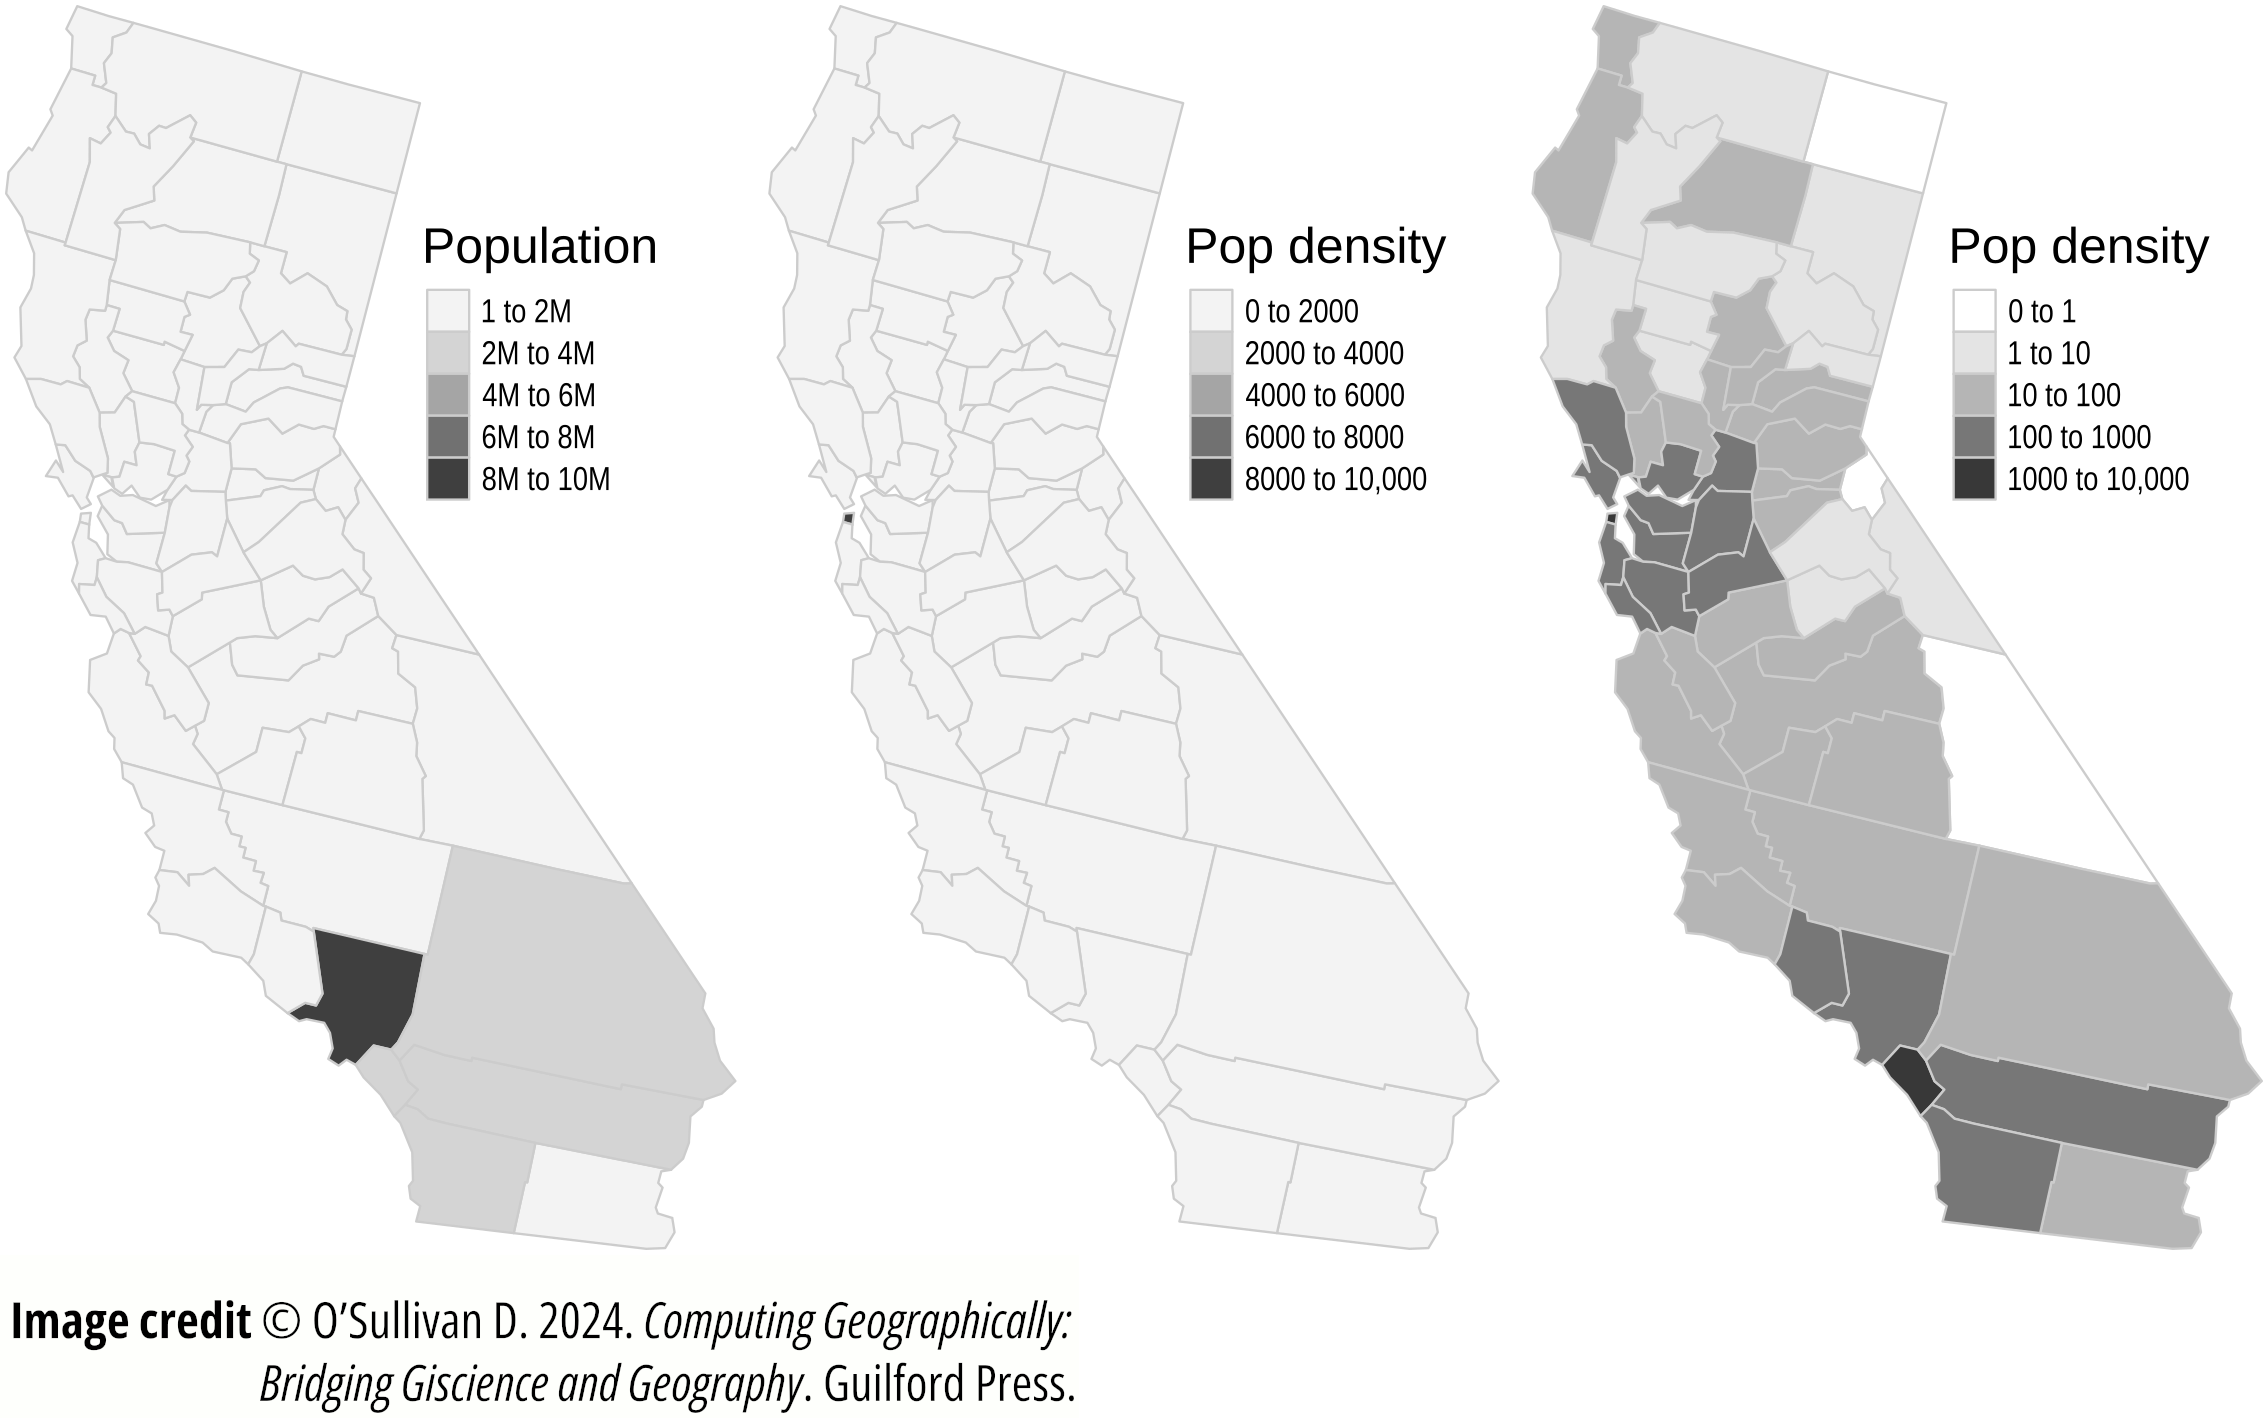 Population
1 to 2M
2M to 4M
4M to 6M
6M to 8M
8M to 10M
Pop density
0 to 2000
2000 to 4000
4000 to 6000
6000 to 8000
8000 to 10,000
Pop density
0 to 1
1 to 10
10 to 100
100 to 1000
1000 to 10,000
Image credit © O’Sullivan D. 2024. Computing Geographically:
Bridging Giscience and Geography. Guilford Press.